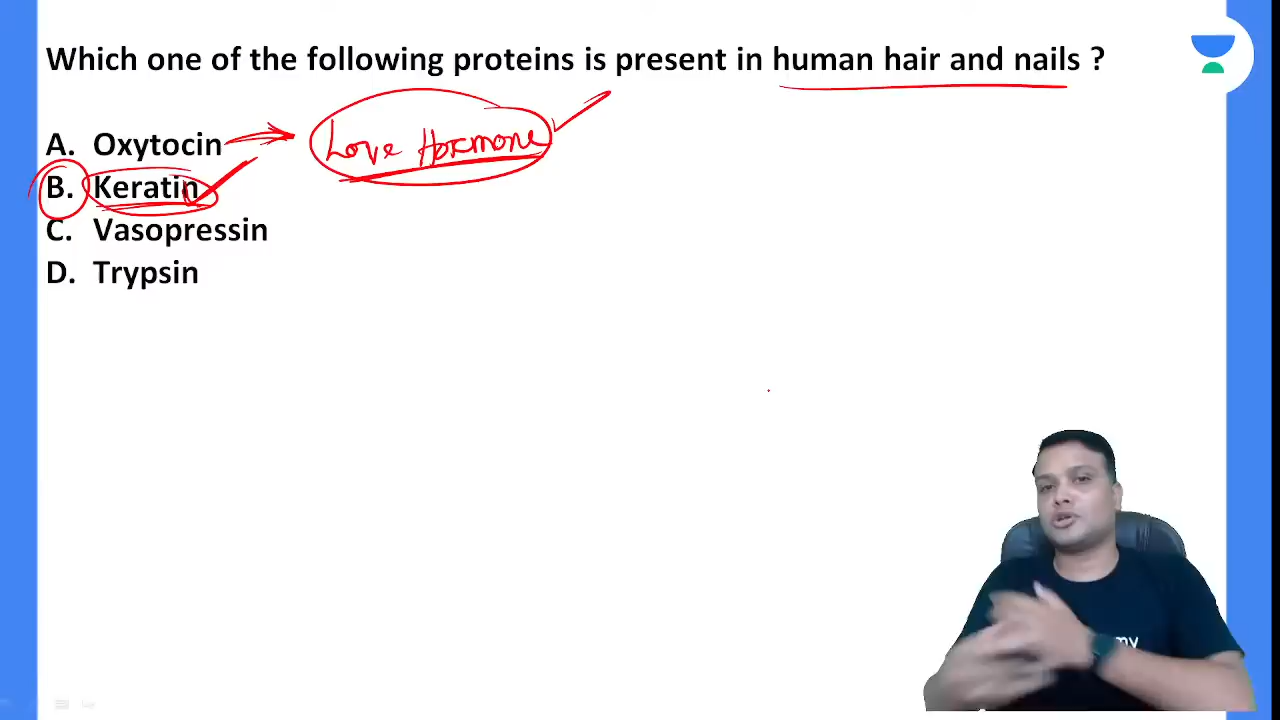 Which one of the following proteins is present in human hair and nails ?
A. Oxytocin
Love Hormone
B. Keratin
C. Vasopressin
D. Trypsin
my